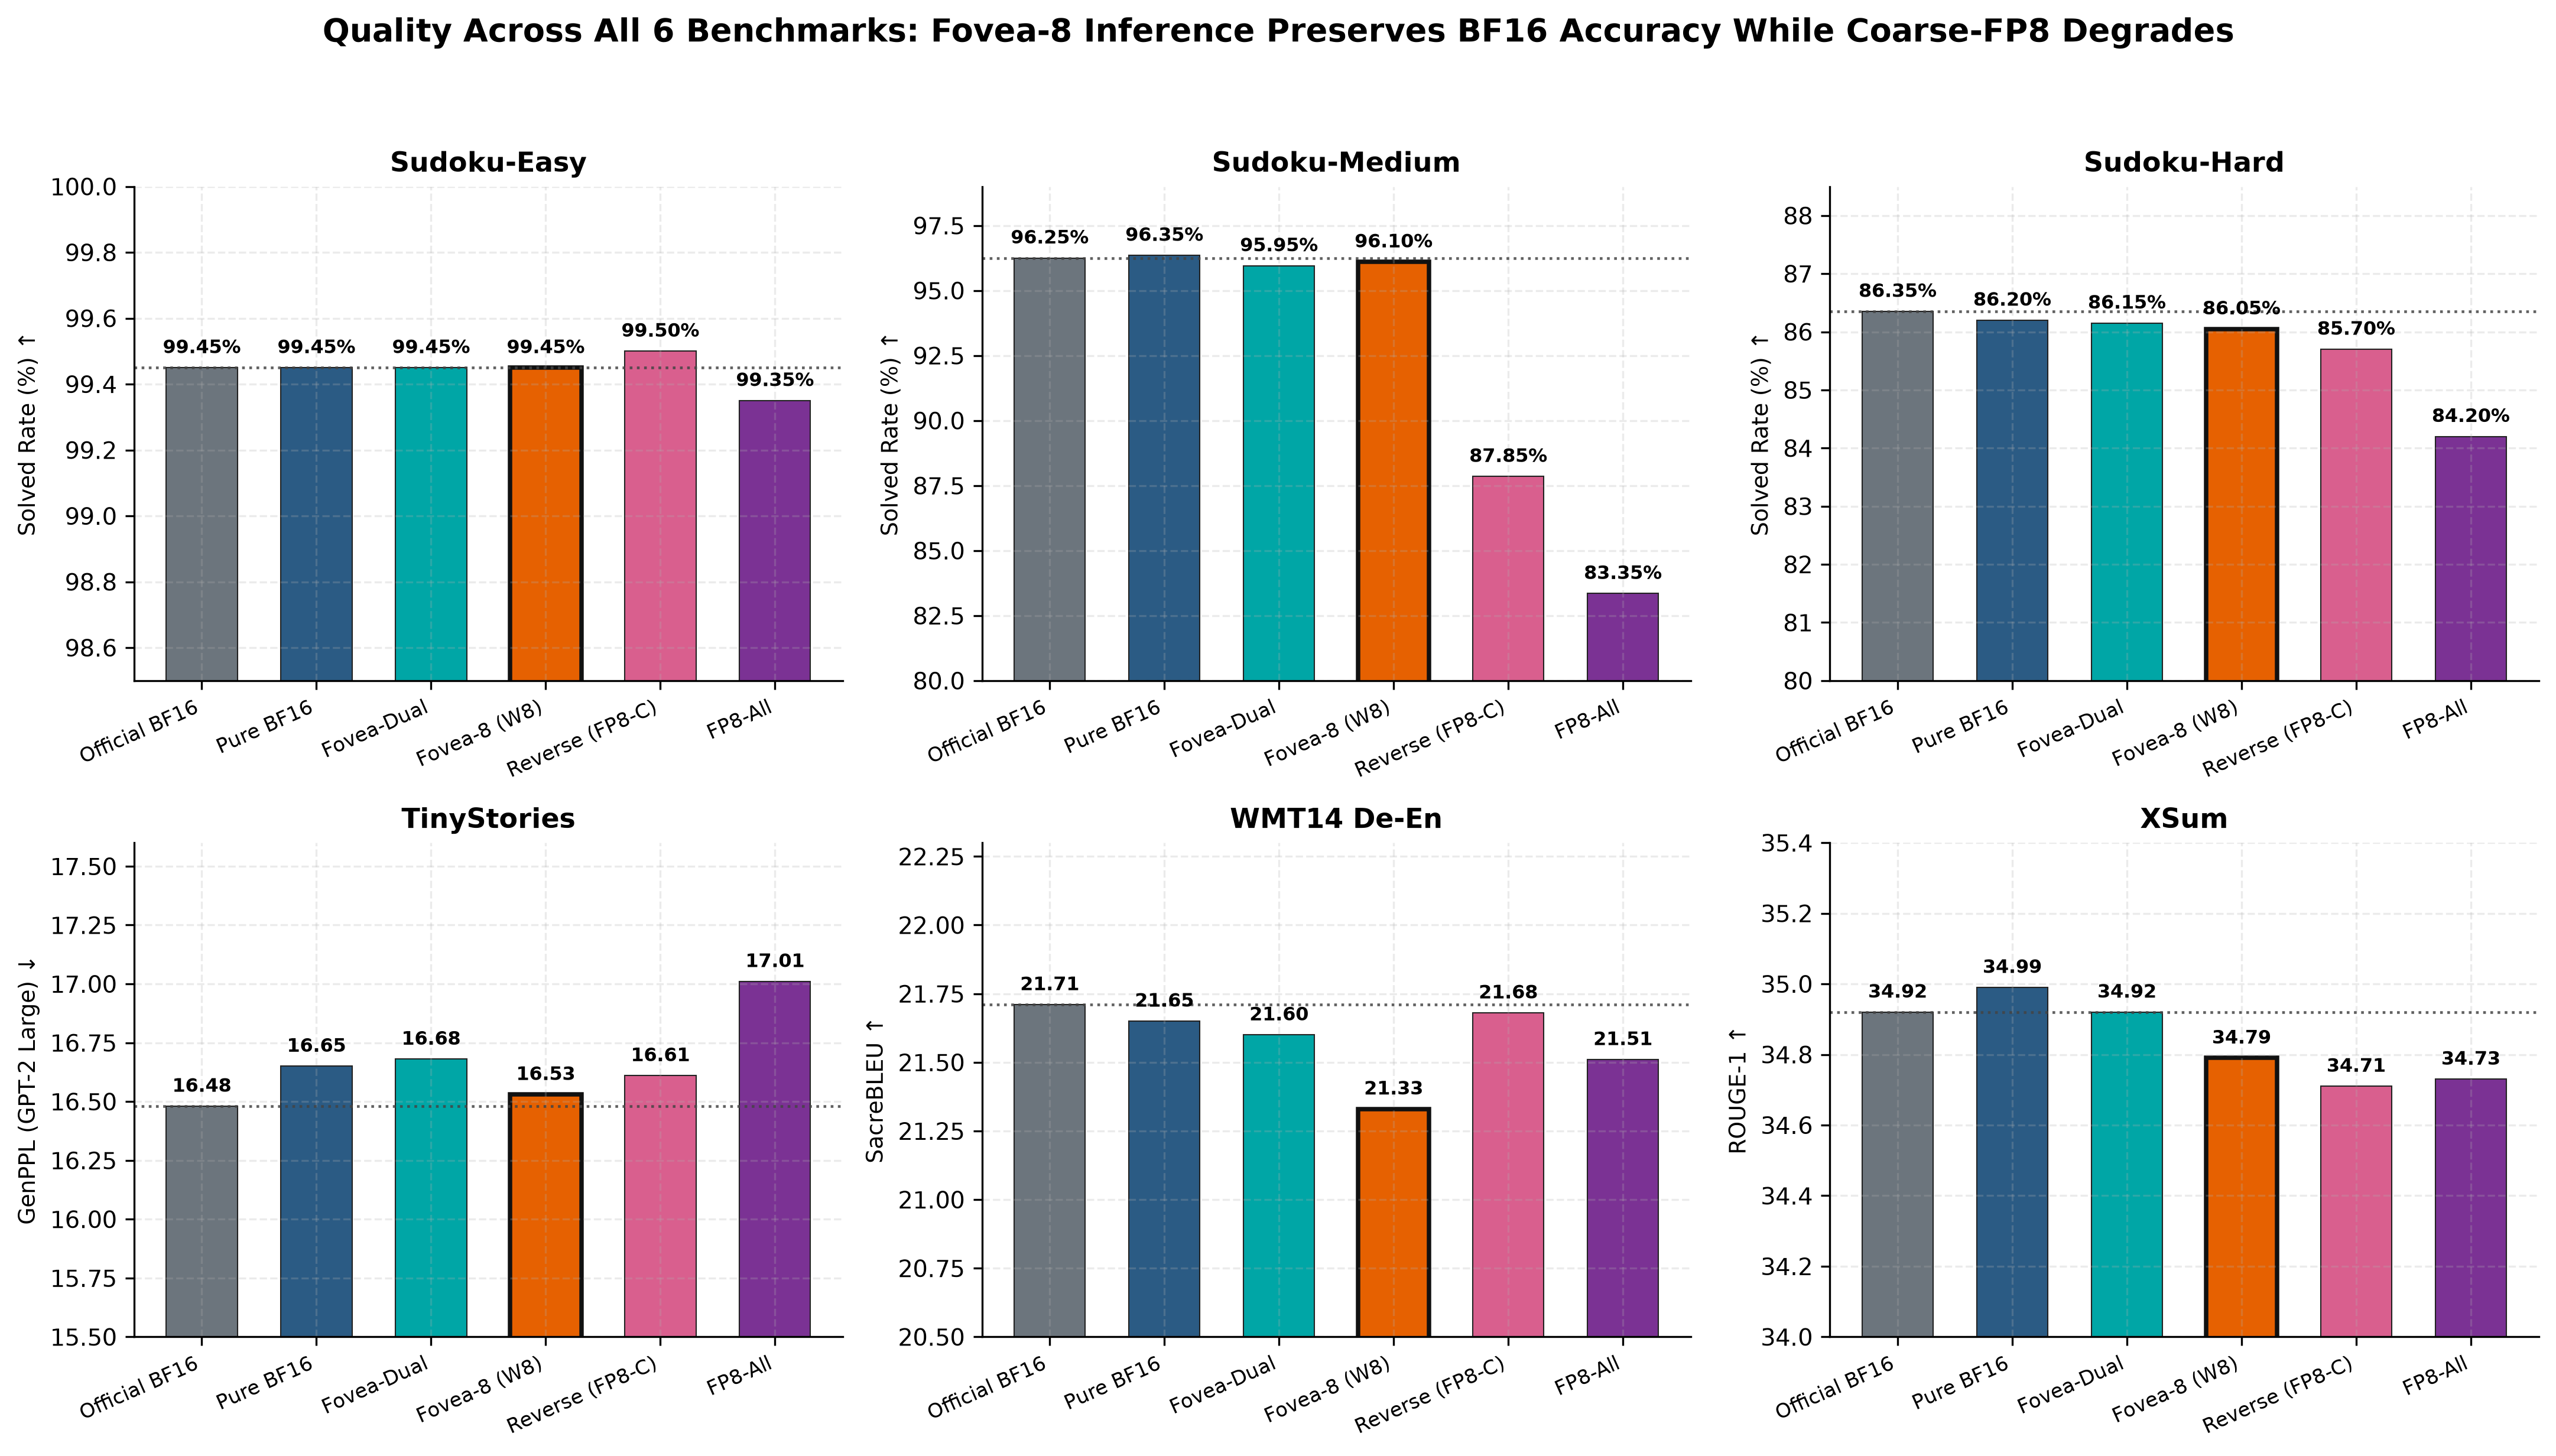 Quality Across All 6 Benchmarks: Fovea-8 Inference Preserves BF16 Accuracy While Coarse-FP8 Degrades
Sudoku-Easy
Solved Rate (%) ↑
100.0
99.8
99.6
99.4
99.2
99.0
98.8
98.6
99.45%
99.45%
99.45%
99.45%
99.50%
99.35%
Official BF16
Pure BF16
Fovea-Dual
Fovea-8 (W8)
Reverse (FP8-C)
FP8-All
Sudoku-Medium
Solved Rate (%) ↑
97.5
95.0
92.5
90.0
87.5
85.0
82.5
80.0
96.25%
96.35%
95.95%
96.10%
87.85%
83.35%
Official BF16
Pure BF16
Fovea-Dual
Fovea-8 (W8)
Reverse (FP8-C)
FP8-All
Sudoku-Hard
Solved Rate (%) ↑
88
87
86
85
84
83
82
81
80
86.35%
86.20%
86.15%
86.05%
85.70%
84.20%
Official BF16
Pure BF16
Fovea-Dual
Fovea-8 (W8)
Reverse (FP8-C)
FP8-All
TinyStories
GenPPL (GPT-2 Large) ↓
17.50
17.25
17.00
16.75
16.50
16.25
16.00
15.75
15.50
16.48
16.65
16.68
16.53
16.61
17.01
Official BF16
Pure BF16
Fovea-Dual
Fovea-8 (W8)
Reverse (FP8-C)
FP8-All
WMT14 De-En
SacreBLEU ↑
22.25
22.00
21.75
21.50
21.25
21.00
20.75
20.50
21.71
21.65
21.60
21.33
21.68
21.51
Official BF16
Pure BF16
Fovea-Dual
Fovea-8 (W8)
Reverse (FP8-C)
FP8-All
XSum
ROUGE-1 ↑
35.4
35.2
35.0
34.8
34.6
34.4
34.2
34.0
34.92
34.99
34.92
34.79
34.71
34.73
Official BF16
Pure BF16
Fovea-Dual
Fovea-8 (W8)
Reverse (FP8-C)
FP8-All